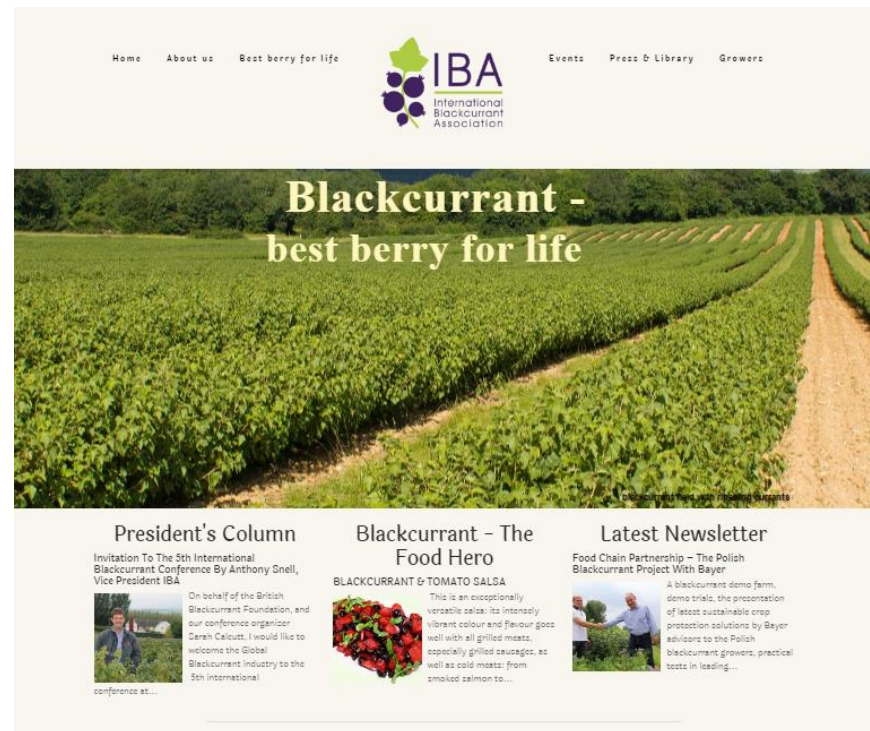 Home About us Best berry for life
IBA
International
Blackcurrant
Association
Events Press & Library Growers
Blackcurrant -
best berry for life
blackcurrant field with ripening currants
President's Column
Invitation To The 5th International
Blackcurrant Conference By Anthony Snell,
Vice President IBA
On behalf of the British
Blackcurrant Foundation, and
our conference organiser
Sarah Calcutt, I would like to
welcome the Global
Blackcurrant industry to the
5th international
conference at...
Blackcurrant - The
Food Hero
BLACKCURRANT & TOMATO SALSA
This is an exceptionally
versatile salsa: its intensely
vibrant colour and flavour goes
well with all grilled meats,
especially grilled sausages, as
well as cold meats: from
smoked salmon to...
Latest Newsletter
Food Chain Partnership – The Polish
Blackcurrant Project With Bayer
A blackcurrant demo farm,
demo trials, the presentation
of latest sustainable crop
protection solutions by Bayer
advisors to the Polish
blackcurrant growers, practical
tests in leading...